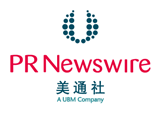 PR Newswire
美通社
A UBM Company